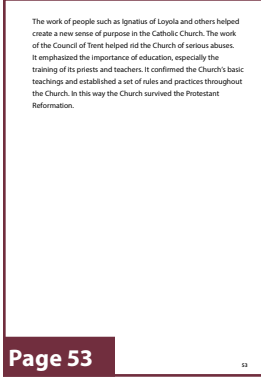 The work of people such as Ignatius of Loyola and others helped
create a new sense of purpose in the Catholic Church. The work
of the Council of Trent helped rid the Church of serious abuses.
It emphasized the importance of education, especially the
training of its priests and teachers. It confirmed the Church's basic
teachings and established a set of rules and practices throughout
the Church. In this way the Church survived the Protestant
Reformation.
Page 53
53